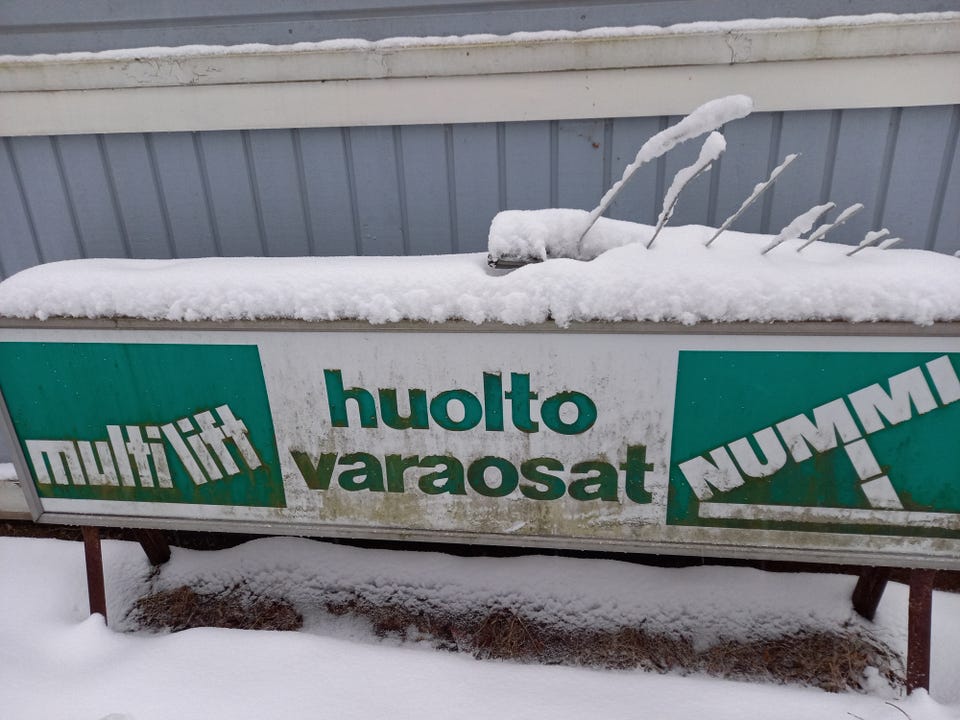 multilift
huolto
varaosat
NUMMI